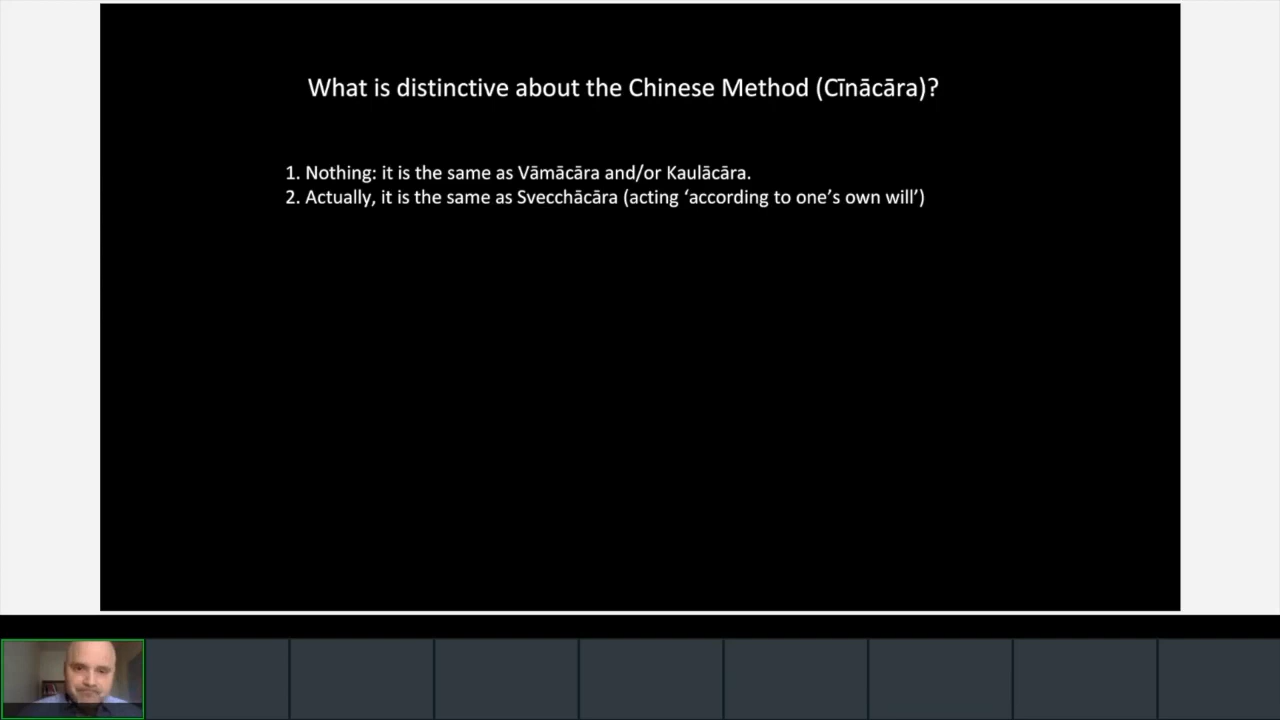 What is distinctive about the Chinese Method (Cīnācāra)?
1. Nothing: it is the same as Vāmācāra and/or Kaulācāra.
2. Actually, it is the same as Svecchācāra (acting ‘according to one’s own will’)